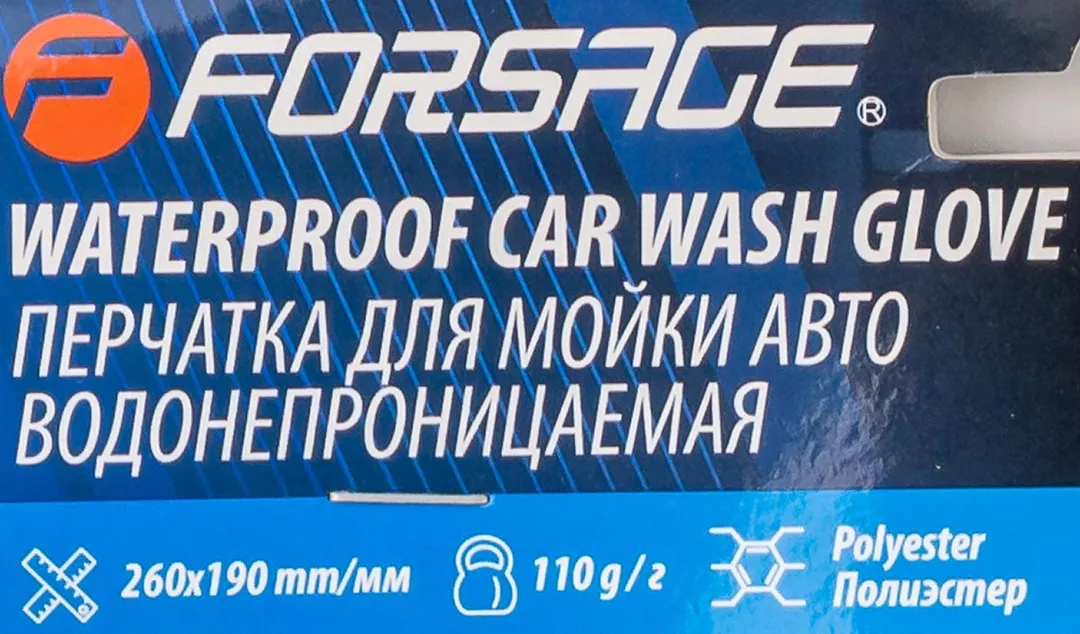 FORSAGE®
WATERPROOF CAR WASH GLOVE
ПЕРЧАТКА ДЛЯ МОЙКИ АВТО
ВОДОНЕПРОНИЦАЕМАЯ
260x190 mm/мм
110 g/г
Polyester
Полиэстер